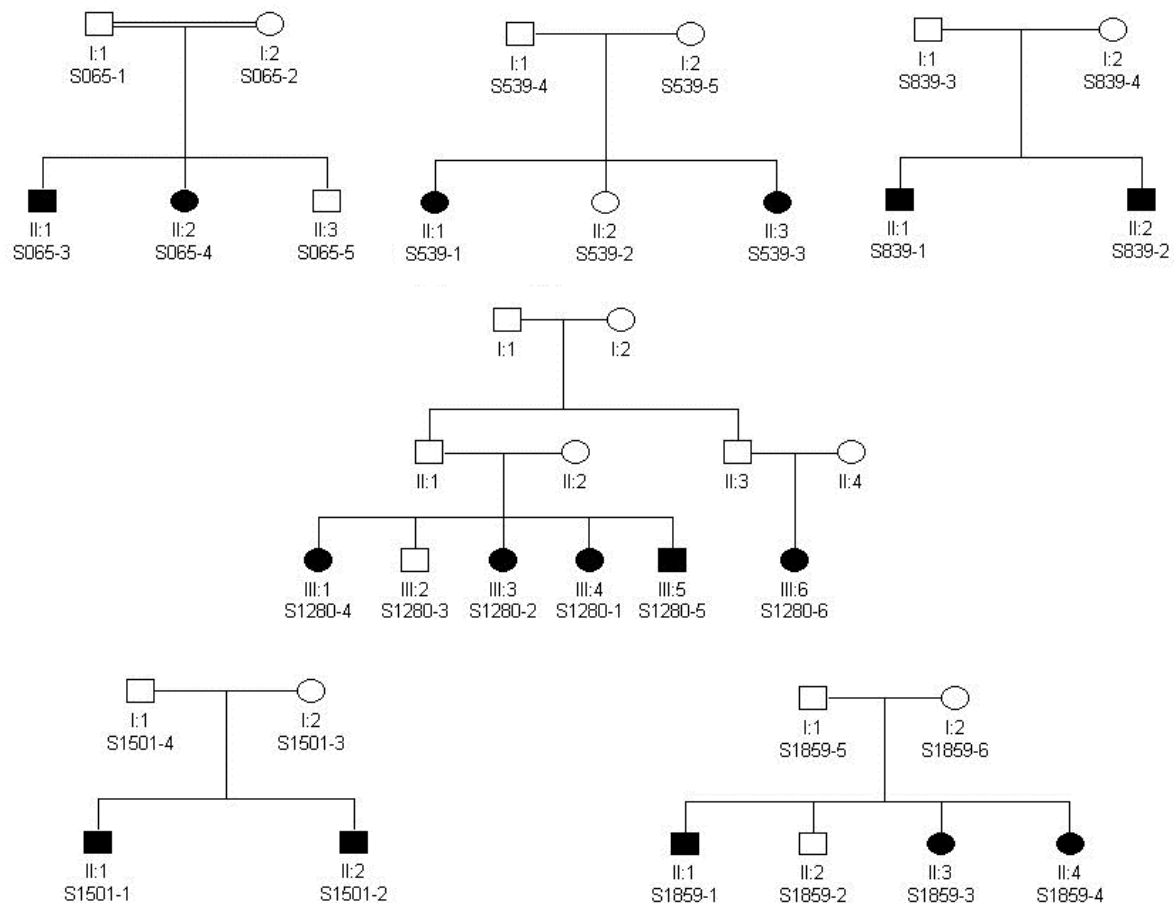 I:1
S065-1
I:2
S065-2
II:1
S065-3
II:2
S065-4
II:3
S065-5
I:1
S539-4
I:2
S539-5
II:1
S539-1
II:2
S539-2
II:3
S539-3
I:1
S839-3
I:2
S839-4
II:1
S839-1
II:2
S839-2
I:1
I:2
II:1
II:2
II:3
II:4
III:1
S1280-4
III:2
S1280-3
III:3
S1280-2
III:4
S1280-1
III:5
S1280-5
III:6
S1280-6
I:1
S1501-4
I:2
S1501-3
II:1
S1501-1
II:2
S1501-2
I:1
S1859-5
I:2
S1859-6
II:1
S1859-1
II:2
S1859-2
II:3
S1859-3
II:4
S1859-4